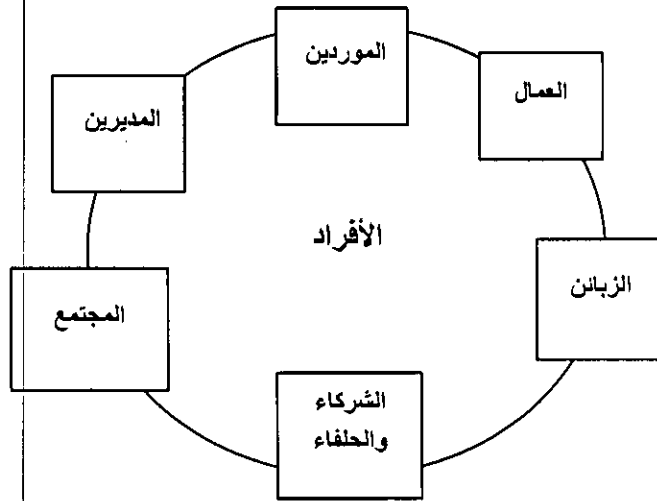 الموردين
العمال
المديرين
الأفراد
الزبائن
المجتمع
الشركاء
والحلفاء